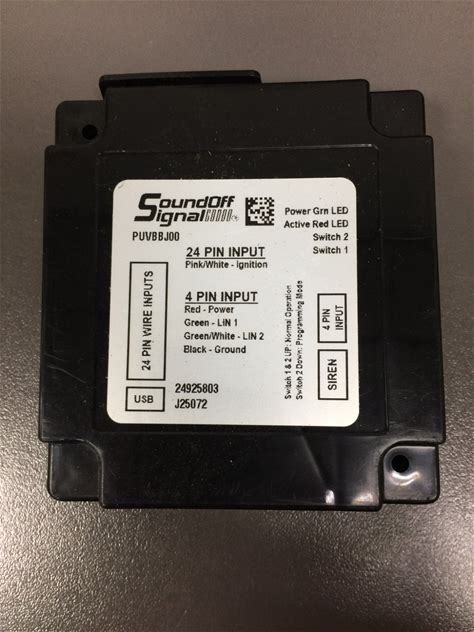 SoundOff
Signal
PUVBBJ00
Power Grn LED
Active Red LED
Switch 2
Switch 1
24 PIN INPUT
Pink/White - Ignition
4 PIN INPUT
Red - Power
Green - LIN 1
Green/White - LIN 2
Black - Ground
24 PIN WIRE INPUTS
USB
24925803
J25072
Switch 1 & 2 UP: Normal Operation
Switch 2 Down: Programming Mode
4 PIN
INPUT
SIREN